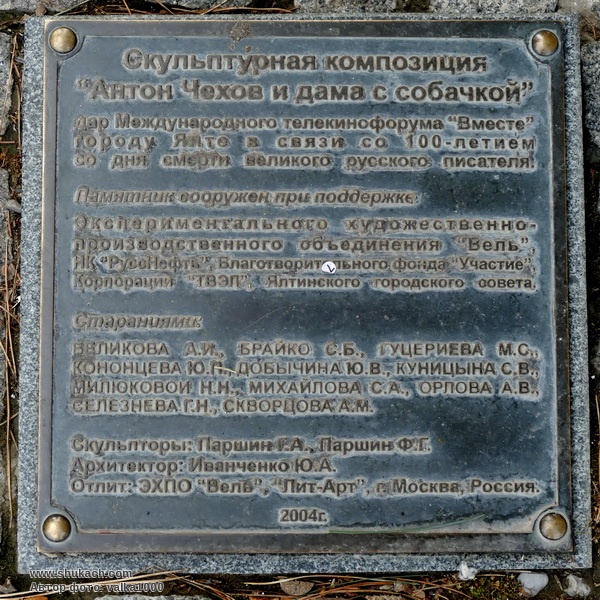 Скульптурная композиция
"Антон Чехов и дама с собачкой"
Дар Международного телекинофорума "Вместе"
городу Ялте в связи со 100-летием
со дня смерти великого русского писателя.
Памятник сооружен при поддержке:
Экспериментального художественно-
производственного объединения "Вель",
НК "РуссНефть", Благотворительного фонда "Участие",
Корпорации "ТВЭЛ", Ялтинского городского совета.
Стараниями:
ВЕЛИКОВА А.И., БРАЙКО С.Б., ГУЦЕРИЕВА М.С.,
КОНОНЦЕВА Ю.П., ДОБЫЧИНА Ю.В., КУНИЦЫНА С.В.,
МИЛЮКОВОЙ Н.Н., МИХАЙЛОВА С.А., ОРЛОВА А.В.,
СЕЛЕЗНЕВА Г.Н., СКВОРЦОВА А.М.
Скульпторы: Паршин Г.А., Паршин Ф.Г.
Архитектор: Иванченко Ю.А.
Отлит: ЭХПО "Вель", "Лит-Арт", г. Москва, Россия.
2004г.
www.shukach.com
Автор фото: valka1000